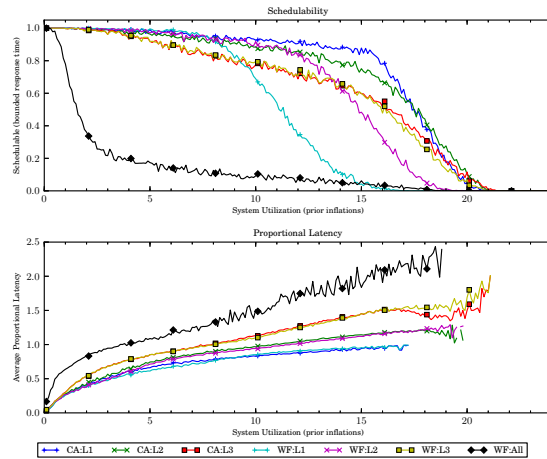 Schedulability
Schedulable (bounded response time)
1.0
0.8
0.6
0.4
0.2
0.0
0 5 10 15 20
System Utilization (prior inflations)
Proportional Latency
Average Proportional Latency
2.5
2.0
1.5
1.0
0.5
0.0
0 5 10 15 20
System Utilization (prior inflations)
CA:L1 CA:L2 CA:L3 WF:L1 WF:L2 WF:L3 WF:All